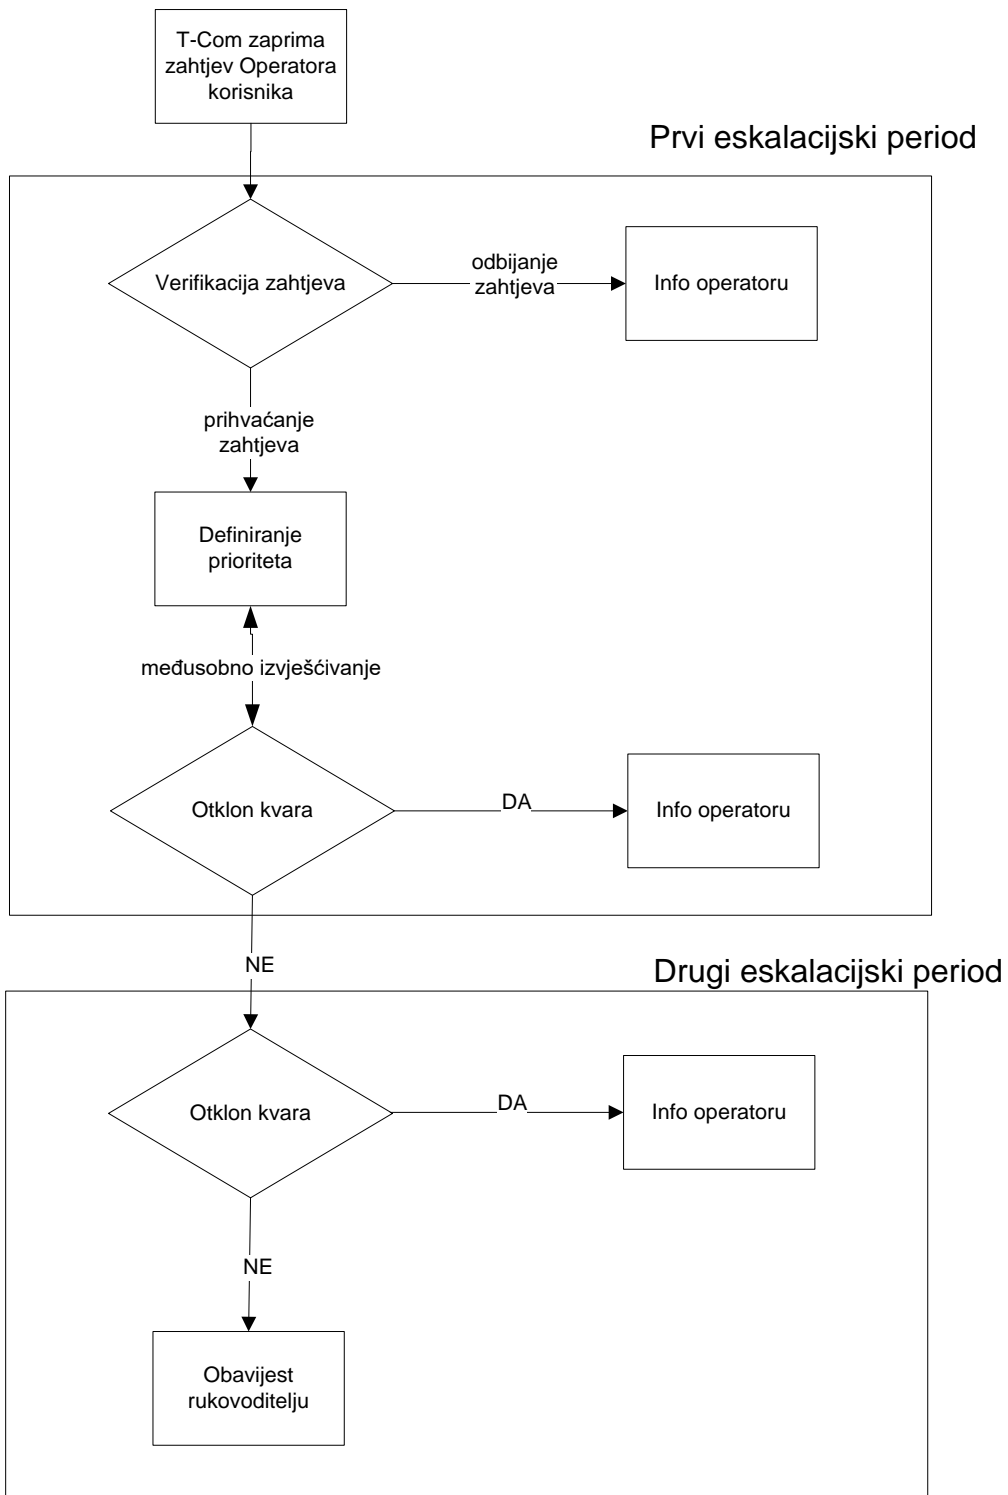 T-Com zaprima
zahtjev Operatora
korisnika
Prvi eskalacijski period
Verifikacija zahtjeva
odbijanje
zahtjeva
Info operatoru
prihvaćanje
zahtjeva
Definiranje
prioriteta
međusobno izvješćivanje
Otklon kvara
DA
Info operatoru
NE
Drugi eskalacijski period
Otklon kvara
DA
Info operatoru
NE
Obavijest
rukovoditelju